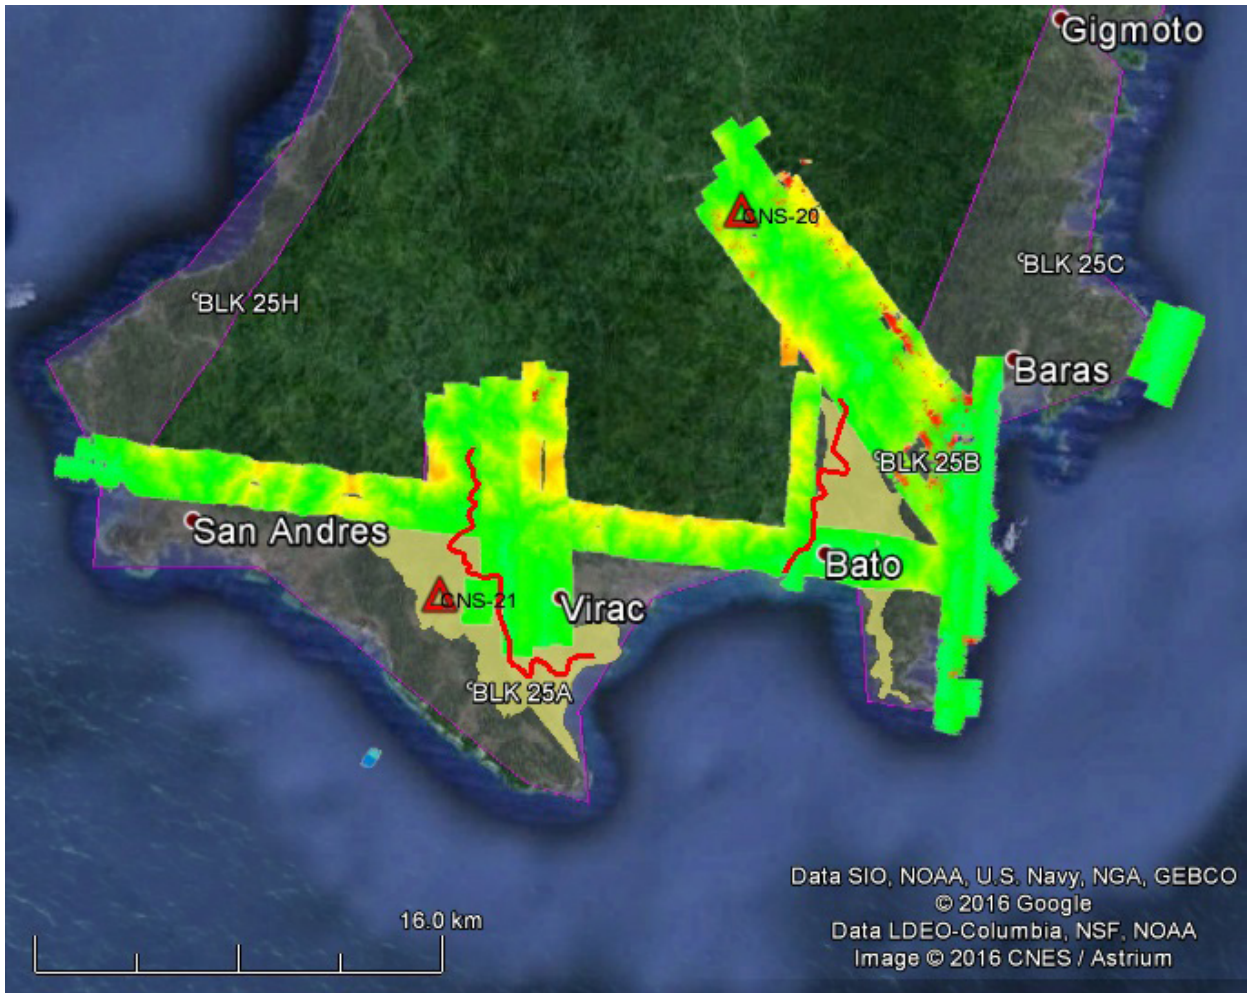 Gigmoto
CNS-20
BLK 25C
BLK 25H
Baras
BLK 25B
San Andres
Bato
CNS-21
Virac
BLK 25A
16.0 km
Data SIO, NOAA, U.S. Navy, NGA, GEBCO
© 2016 Google
Data LDEO-Columbia, NSF, NOAA
Image © 2016 CNES / Astrium